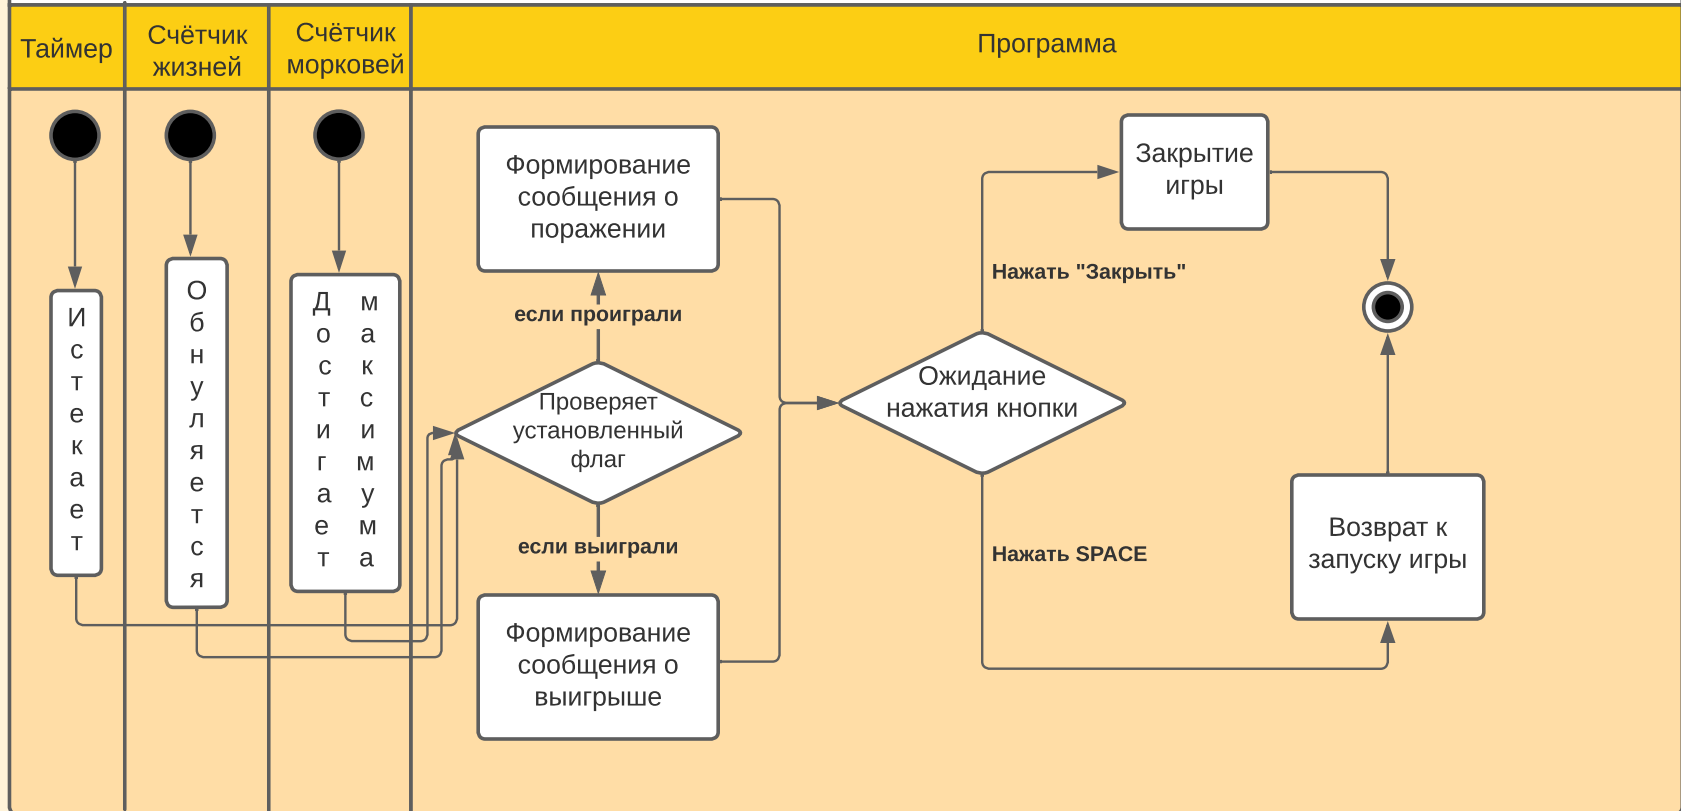 Таймер
Счётчик
жизней
Счётчик
морковей
Программа
Истекает
Обнуляется
Достигает
максимума
Формирование
сообщения о
поражении
если проиграли
Проверяет
установленный
флаг
если выиграли
Формирование
сообщения о
выигрыше
Ожидание
нажатия кнопки
Нажать "Закрыть"
Закрытие
игры
Нажать SPACE
Возврат к
запуску игры